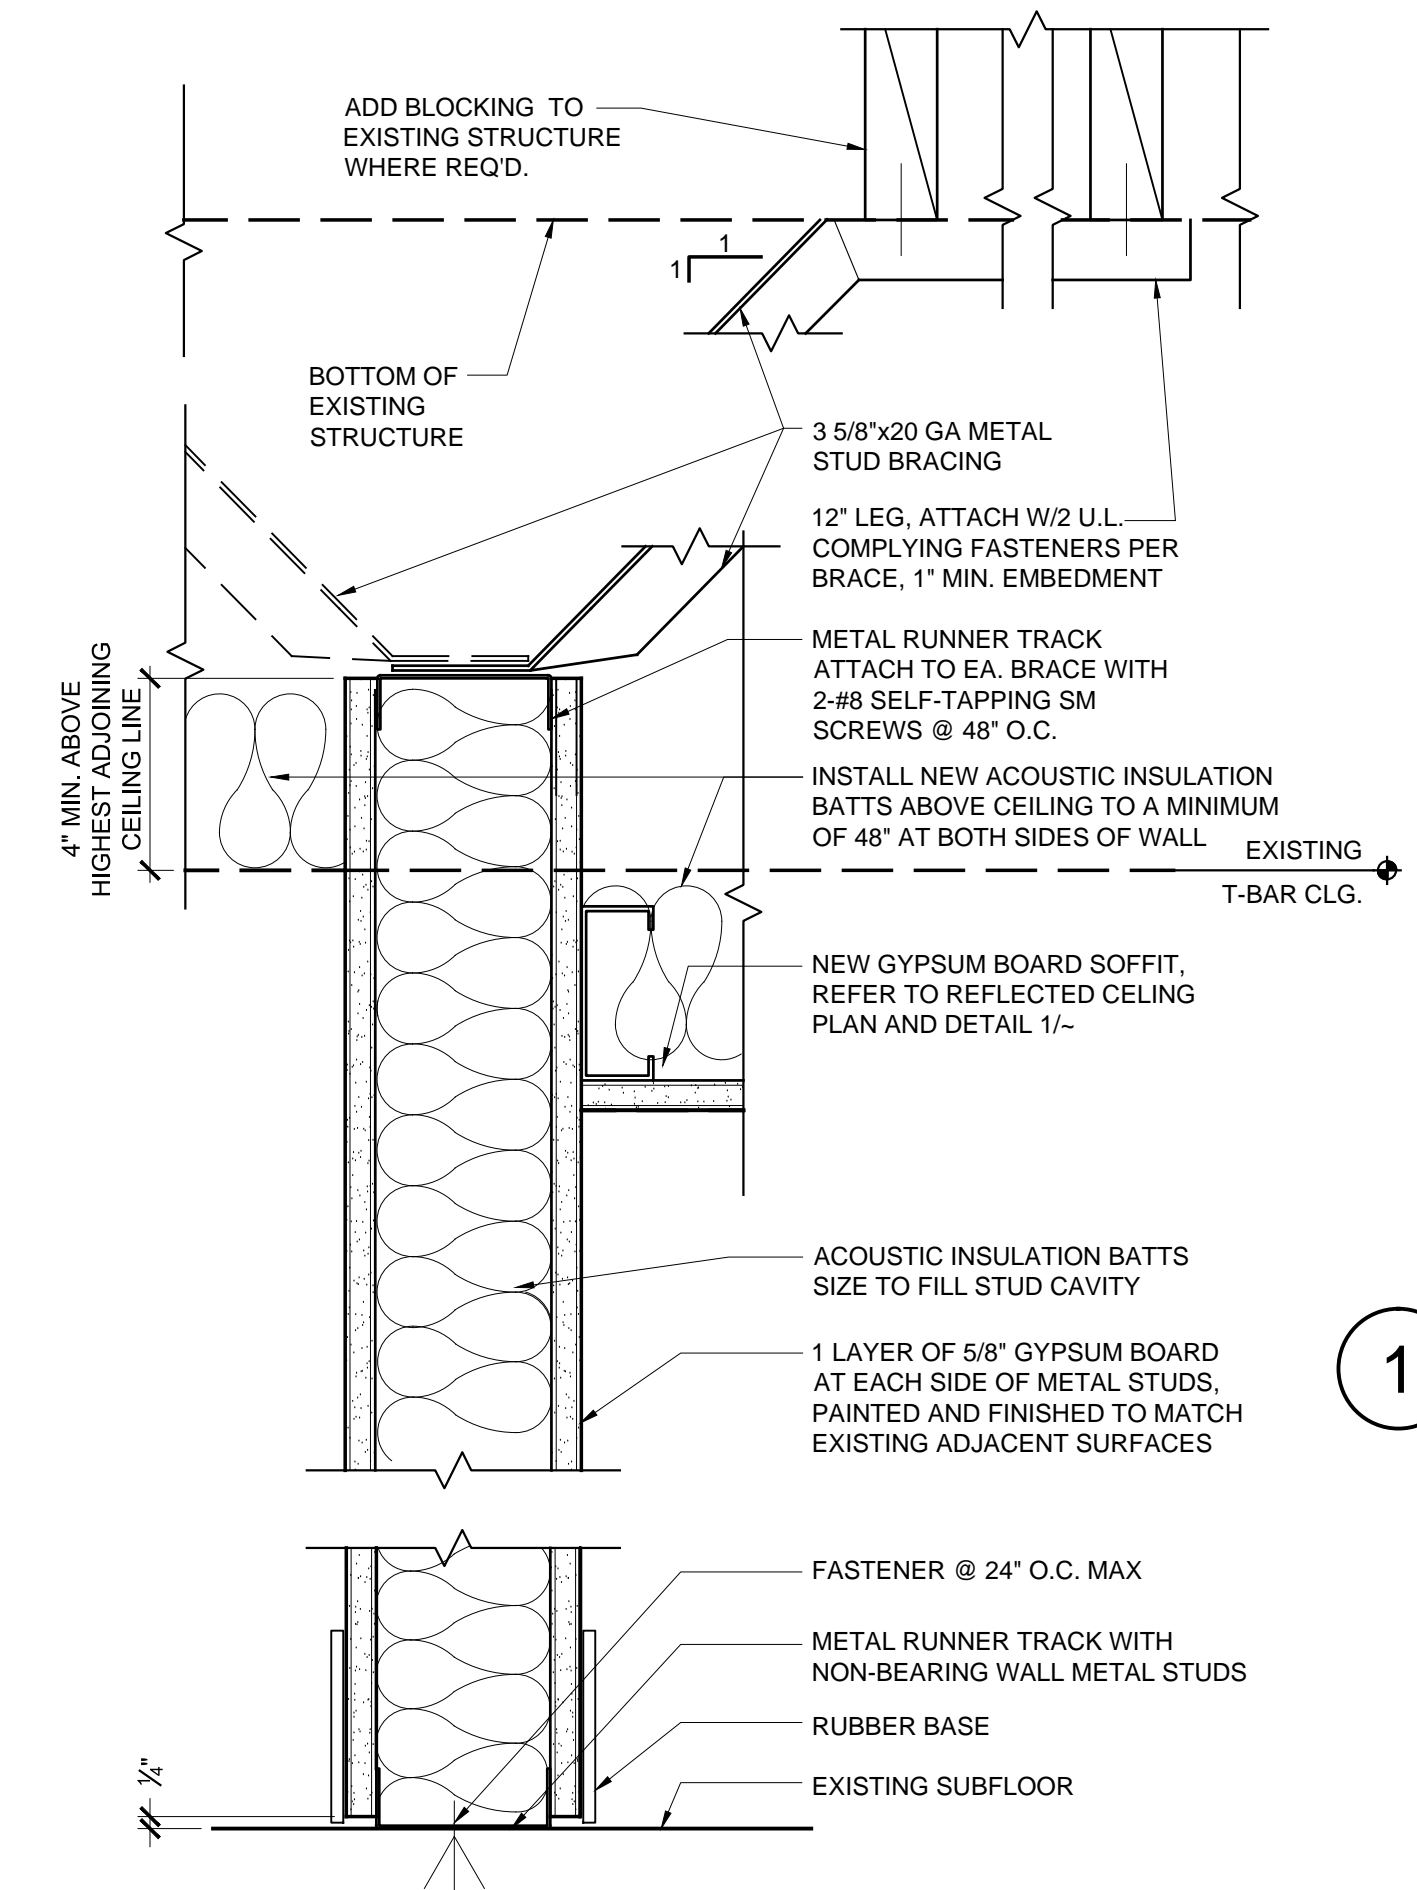 ADD BLOCKING TO
EXISTING STRUCTURE
WHERE REQ'D.
1
1
BOTTOM OF
EXISTING
STRUCTURE
3 5/8"x20 GA METAL
STUD BRACING
12" LEG, ATTACH W/2 U.L.
COMPLYING FASTENERS PER
BRACE, 1" MIN. EMBEDMENT
METAL RUNNER TRACK
ATTACH TO EA. BRACE WITH
2-#8 SELF-TAPPING SM
SCREWS @ 48" O.C.
4" MIN. ABOVE
HIGHEST ADJOINING
CEILING LINE
INSTALL NEW ACOUSTIC INSULATION
BATTS ABOVE CEILING TO A MINIMUM
OF 48" AT BOTH SIDES OF WALL
EXISTING
T-BAR CLG.
NEW GYPSUM BOARD SOFFIT,
REFER TO REFLECTED CELING
PLAN AND DETAIL 1/~
ACOUSTIC INSULATION BATTS
SIZE TO FILL STUD CAVITY
1 LAYER OF 5/8" GYPSUM BOARD
AT EACH SIDE OF METAL STUDS,
PAINTED AND FINISHED TO MATCH
EXISTING ADJACENT SURFACES
1
FASTENER @ 24" O.C. MAX
METAL RUNNER TRACK WITH
NON-BEARING WALL METAL STUDS
RUBBER BASE
EXISTING SUBFLOOR
1/4"